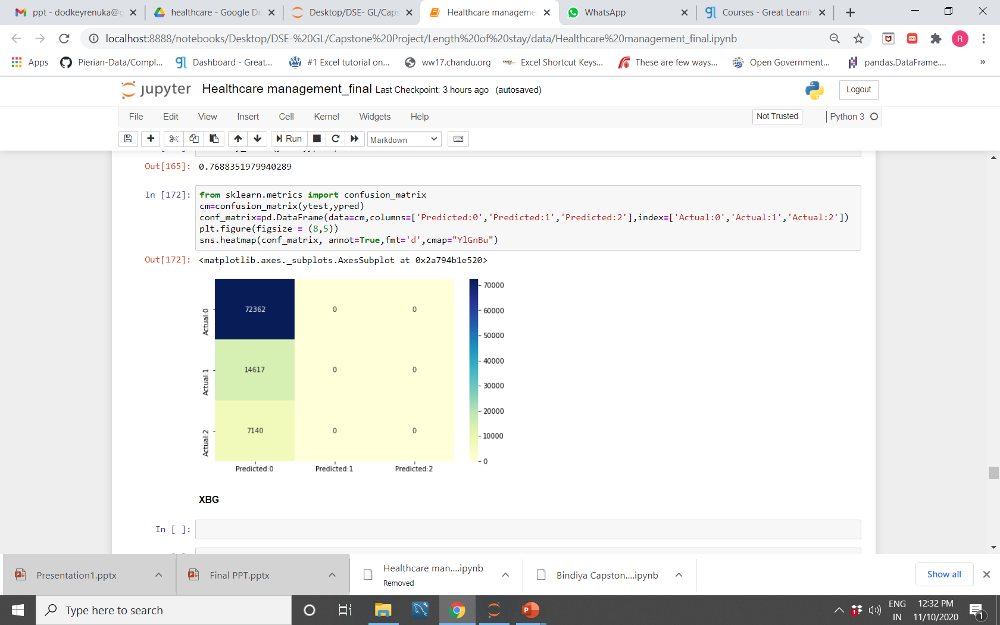 ppt - dodkeyrenuka@g
healthcare - Google Dr
Desktop/DSE- GL/Caps
Healthcare manageme
WhatsApp
Courses - Great Learnin
localhost:8888/notebooks/Desktop/DSE-%20GL/Capstone%20Project/Length%20of%20stay/data/Healthcare%20management_final.ipynb
R
Apps
Pierian-Data/Compl...
Dashboard - Great...
#1 Excel tutorial on...
ww17.chandu.org
Excel Shortcut Keys...
These are few ways...
Open Government...
pandas.DataFrame....
»
jupyter Healthcare management_final Last Checkpoint: 3 hours ago (autosaved)
Logout
File Edit View Insert Cell Kernel Widgets Help
Not Trusted
Python 3
Run
Markdown
Out[165]: 0.7688351979940289
In [172]: from sklearn.metrics import confusion_matrix
cm=confusion_matrix(ytest,ypred)
conf_matrix=pd.DataFrame(data=cm,columns=['Predicted:0','Predicted:1','Predicted:2'],index=['Actual:0','Actual:1','Actual:2'])
plt.figure(figsize = (8,5))
sns.heatmap(conf_matrix, annot=True,fmt='d',cmap="YlGnBu")
Out[172]: <matplotlib.axes._subplots.AxesSubplot at 0x2a794b1e520>
Actual:0 72362 0 0
Actual:1 14617 0 0
Actual:2 7140 0 0
Predicted:0 Predicted:1 Predicted:2
70000
60000
50000
40000
30000
20000
10000
0
XBG
In [ ]:
Presentation1.pptx
Final PPT.pptx
Healthcare man....ipynb
Removed
Bindiya Capston....ipynb
Show all
Type here to search
1
ENG
IN
12:32 PM
11/10/2020
1